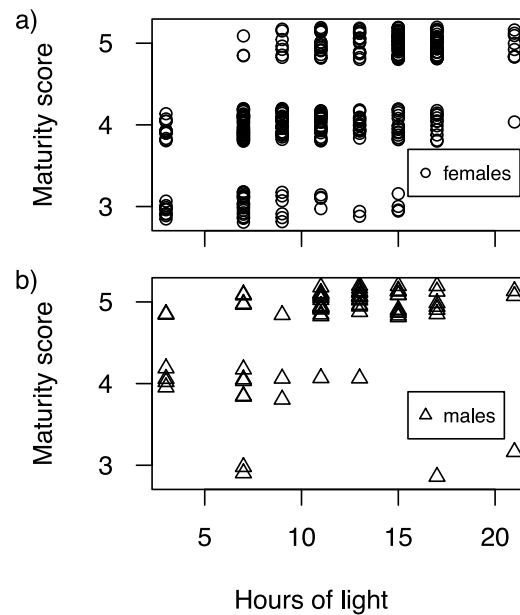 a)
Maturity score
5
4
3
females
b)
Maturity score
5
4
3
males
5 10 15 20
Hours of light